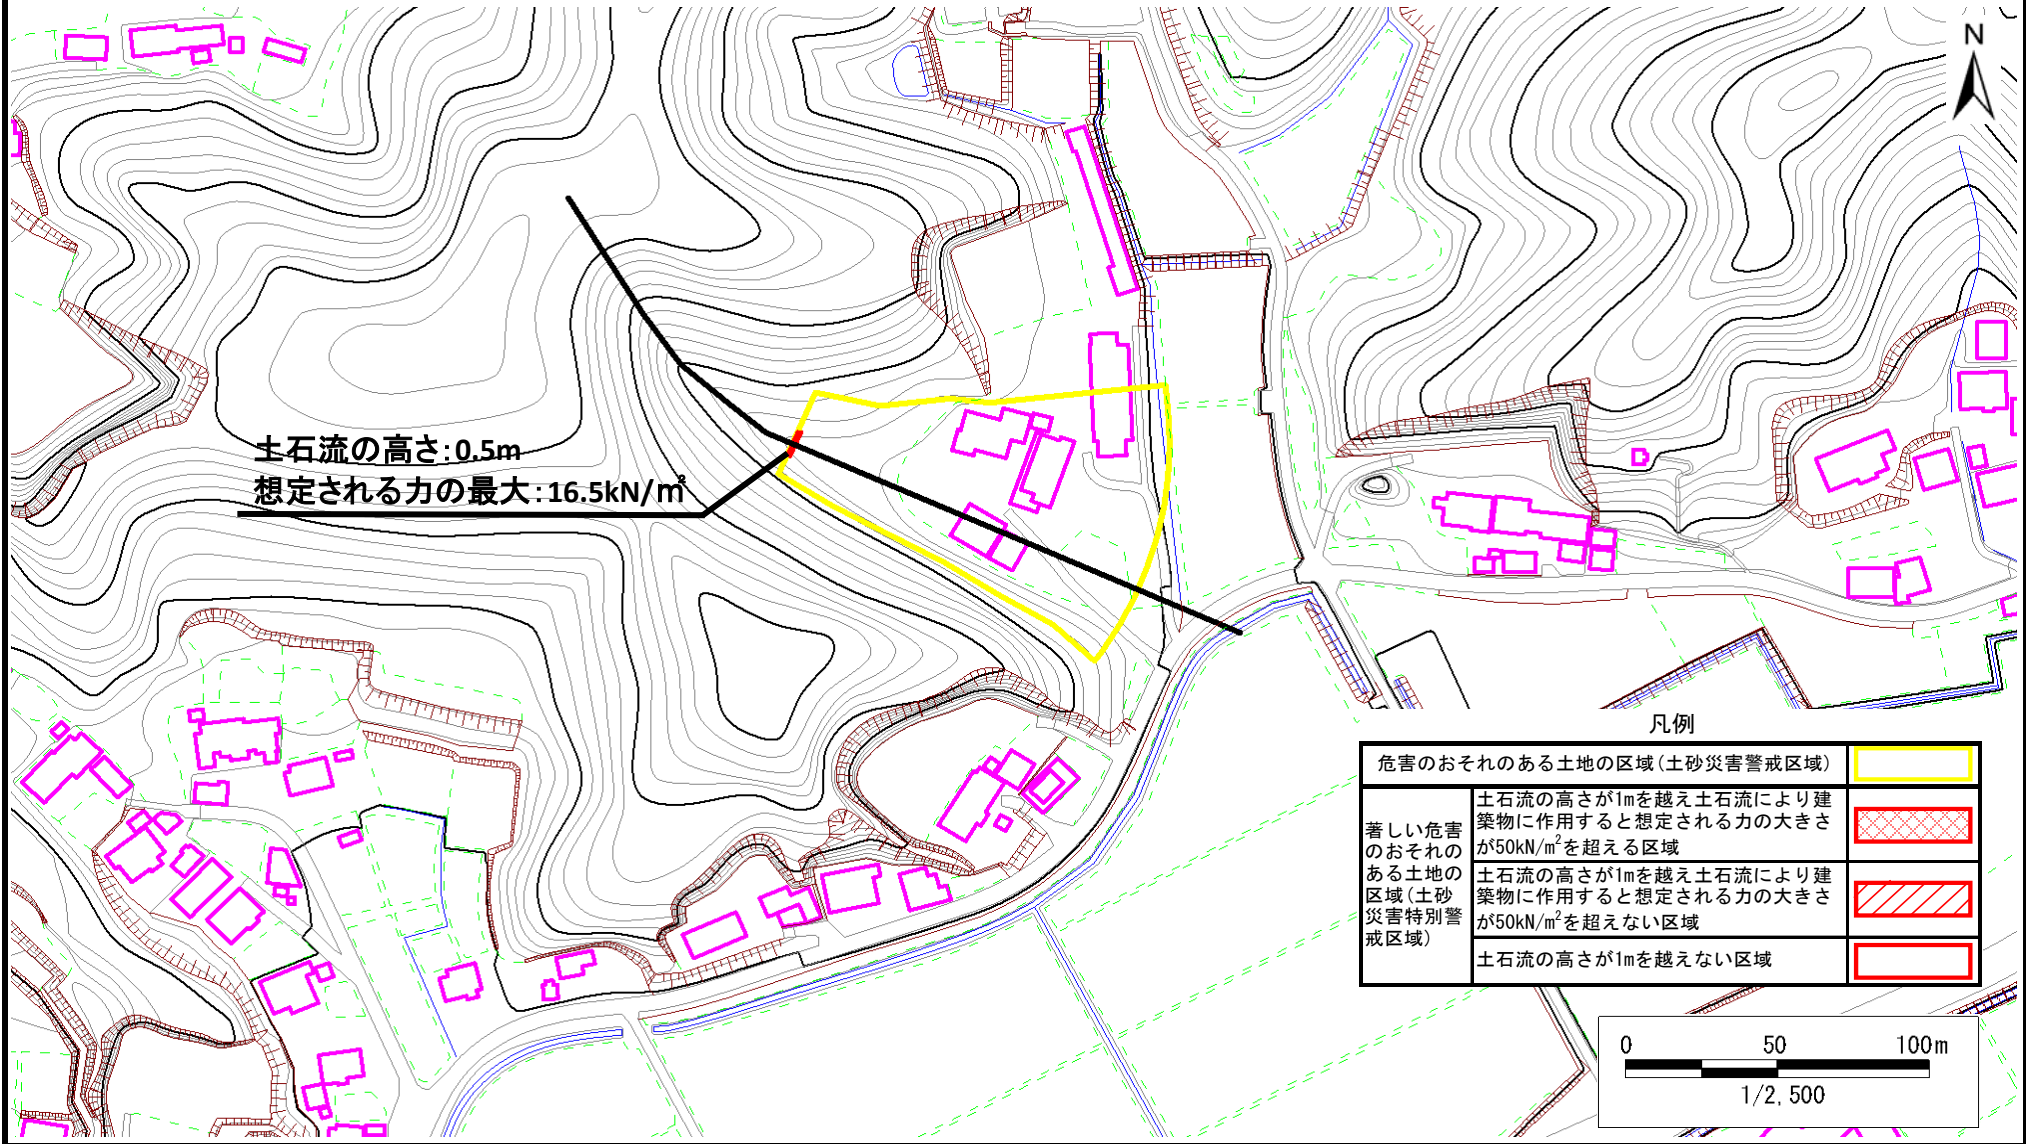 N
土石流の高さ:0.5m
想定される力の最大:16.5kN/㎡
凡例
危害のおそれのある土地の区域(土砂災害警戒区域)
著しい危害
のおそれの
ある土地の
区域(土砂
災害特別警
戒区域)
土石流の高さが1mを越え土石流により建
築物に作用すると想定される力の大きさ
が50kN/m²を超える区域
土石流の高さが1mを越え土石流により建
築物に作用すると想定される力の大きさ
が50kN/m²を超えない区域
土石流の高さが1mを越えない区域
0 50 100m
1/2,500